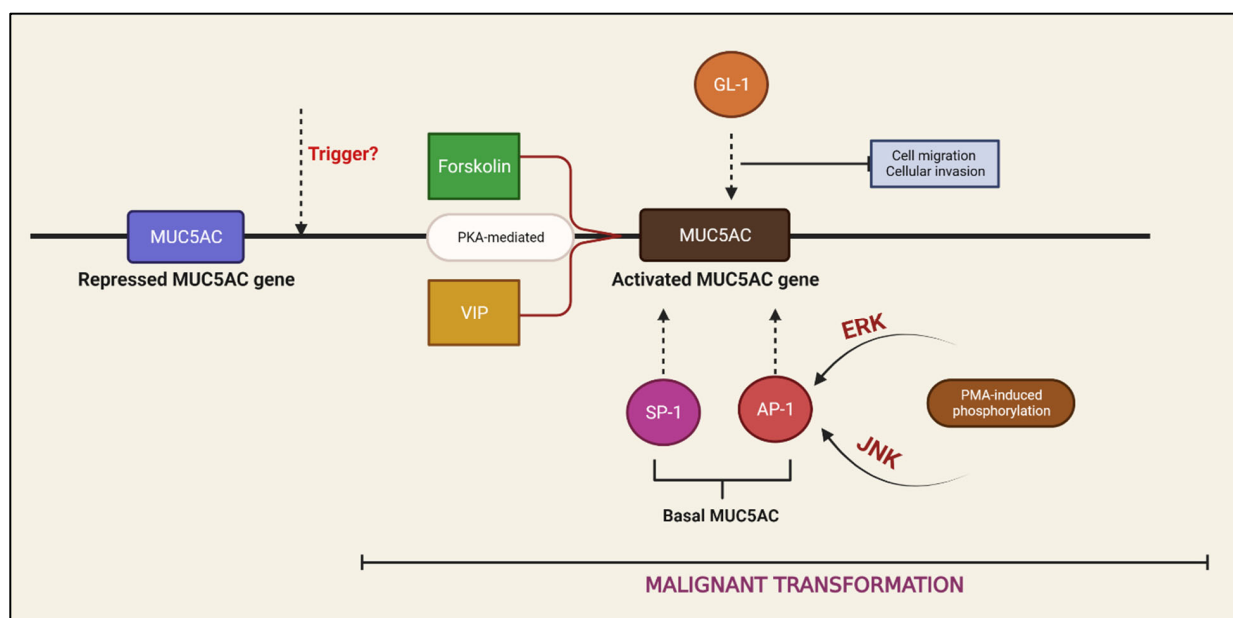 GL-1
Trigger?
Forskolin
Cell migration
Cellular invasion
MUC5AC
PKA-mediated
MUC5AC
Repressed MUC5AC gene
Activated MUC5AC gene
VIP
ERK
SP-1
AP-1
PMA-induced
phosphorylation
JNK
Basal MUC5AC
MALIGNANT TRANSFORMATION